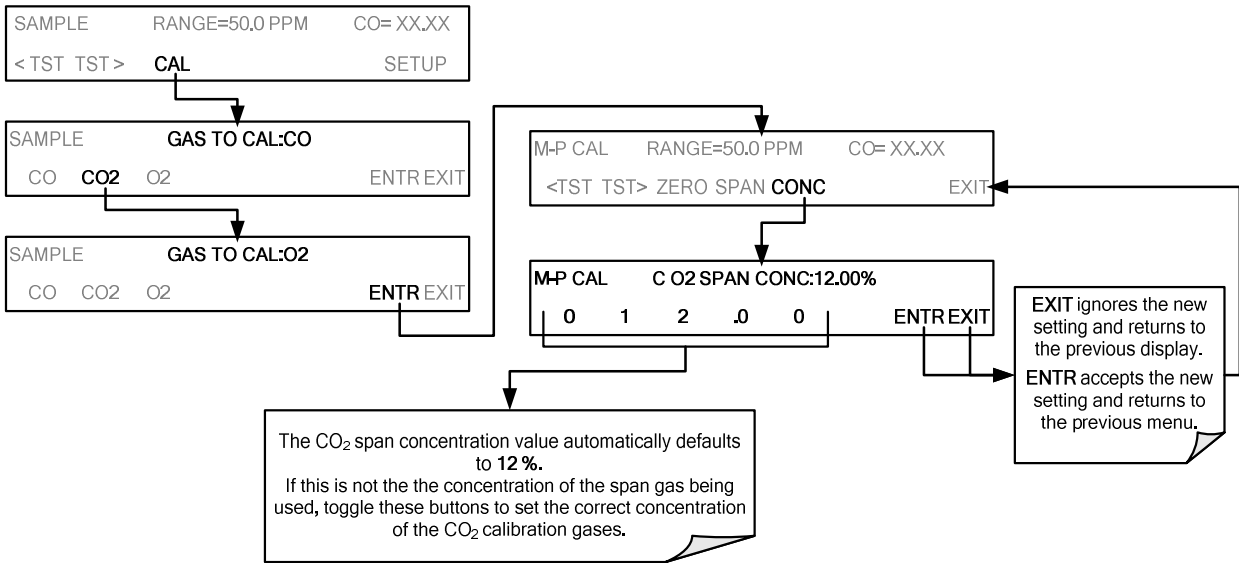 SAMPLE RANGE=50.0 PPM CO= XX.XX
< TST TST > CAL SETUP
SAMPLE GAS TO CAL:CO
CO CO2 O2 ENTR EXIT
SAMPLE GAS TO CAL:O2
CO CO2 O2 ENTR EXIT
M-P CAL RANGE=50.0 PPM CO= XX.XX
<TST TST> ZERO SPAN CONC EXIT
M-P CAL C O2 SPAN CONC:12.00%
0 1 2 .0 0 ENTR EXIT
EXIT ignores the new
setting and returns to
the previous display.
ENTR accepts the new
setting and returns to
the previous menu.
The CO₂ span concentration value automatically defaults
to 12 %.
If this is not the the concentration of the span gas being
used, toggle these buttons to set the correct concentration
of the CO₂ calibration gases.